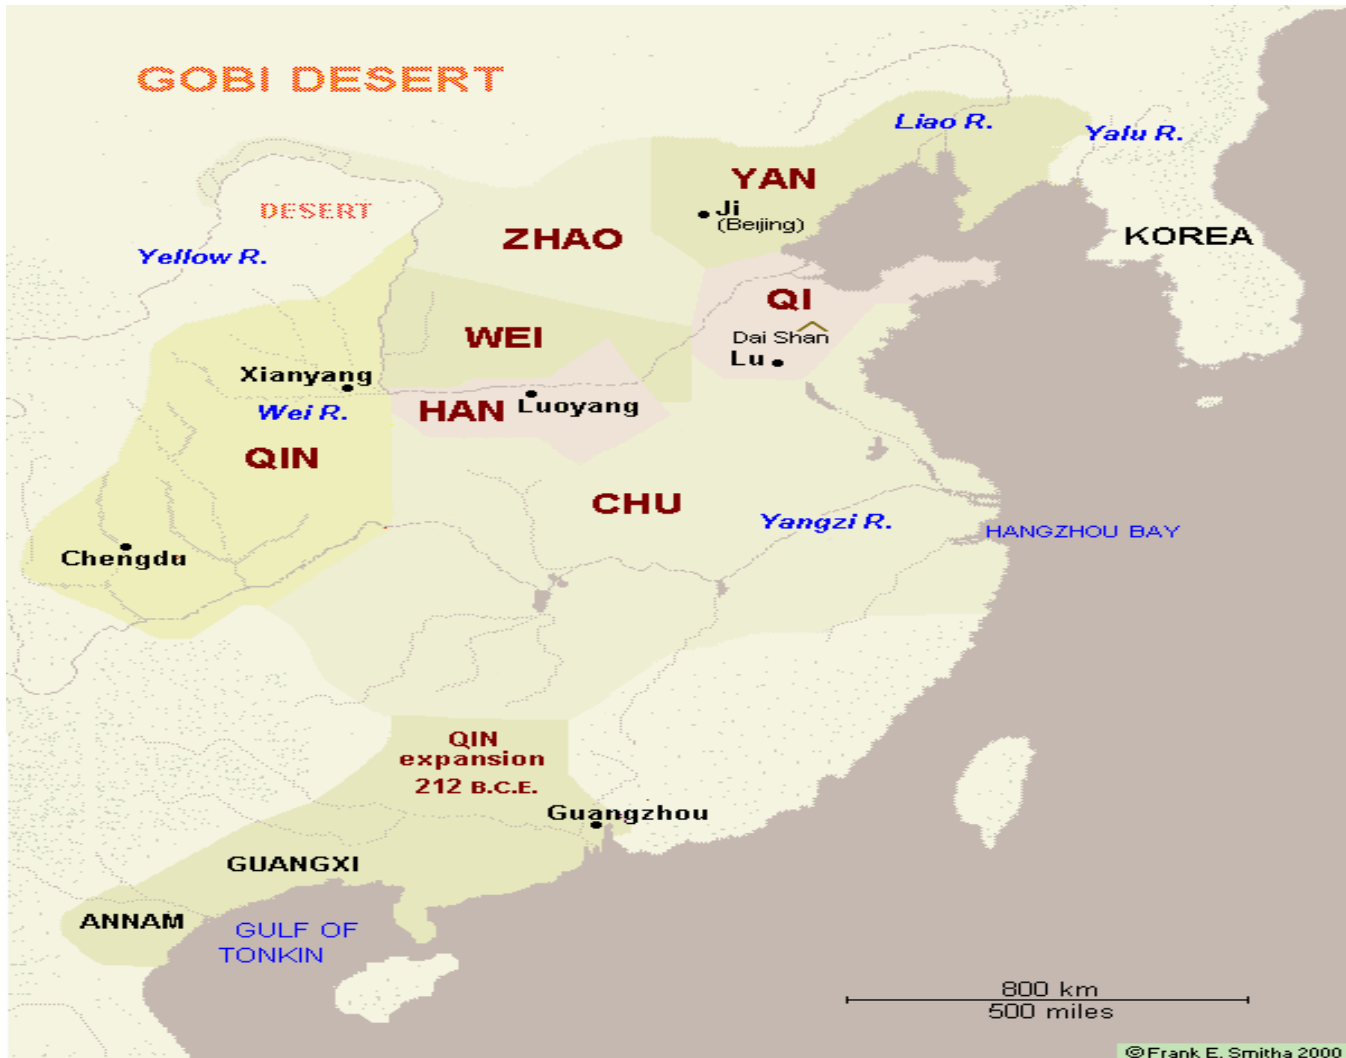 GOBI DESERT
Liao R.
Yalu R.
YAN
Ji
(Beijing)
DESERT
ZHAO
KOREA
Yellow R.
QI
WEI
Dai Shan
Lu
Xianyang
Wei R.
HAN
Luoyang
QIN
CHU
Yangzi R.
HANGZHOU BAY
Chengdu
QIN
expansion
212 B.C.E.
Guangzhou
GUANGXI
ANNAM
GULF OF
TONKIN
800 km
500 miles
©Frank E. Smitha 2000